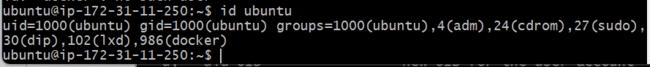 ubuntu@ip-172-31-11-250:~$ id ubuntu
uid=1000(ubuntu) gid=1000(ubuntu) groups=1000(ubuntu),4(adm),24(cdrom),27(sudo),
30(dip),102(lxd),986(docker)
ubuntu@ip-172-31-11-250:~$